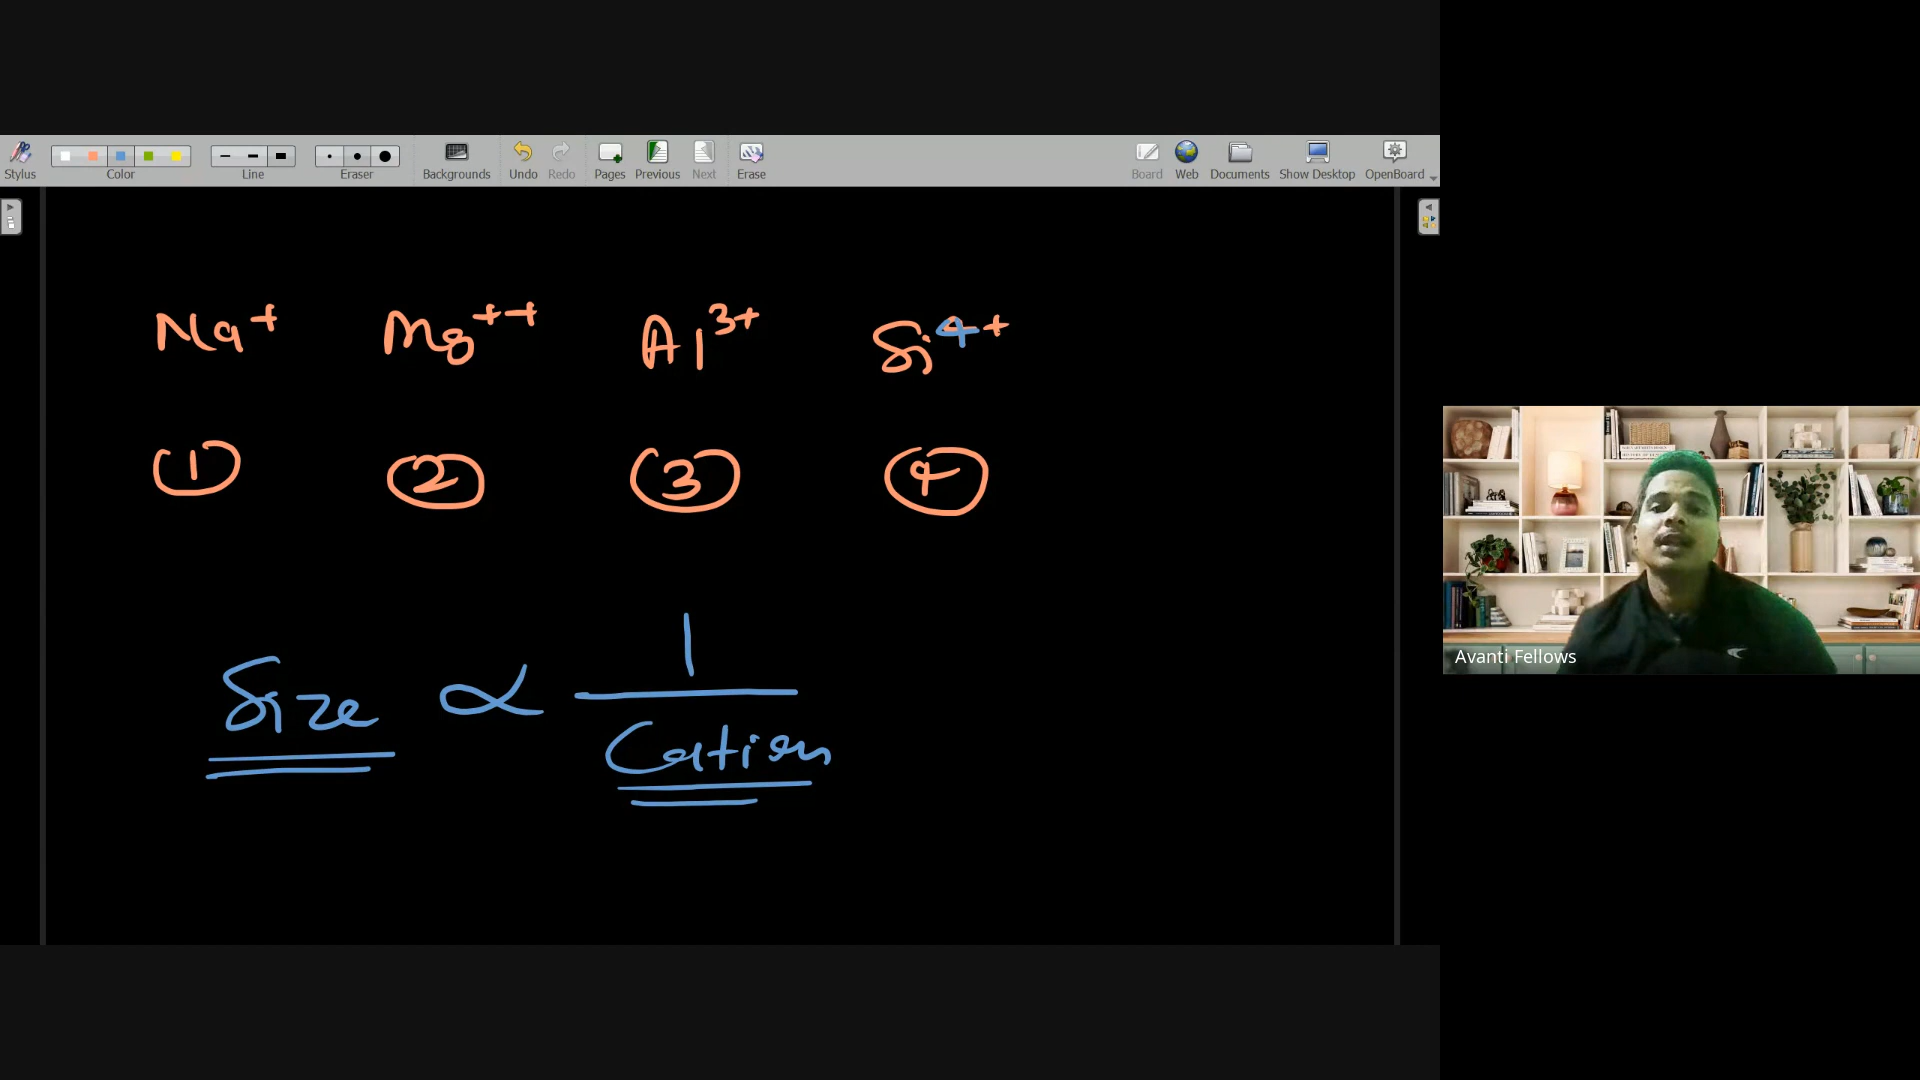 Stylus Color Line Eraser Backgrounds Undo Redo Pages Previous Next Erase Board Web Documents Show Desktop OpenBoard
Na+ Mg++ Al3+ Si4+
1 2 3 4
Size ∝ 1
Cation
Avanti Fellows